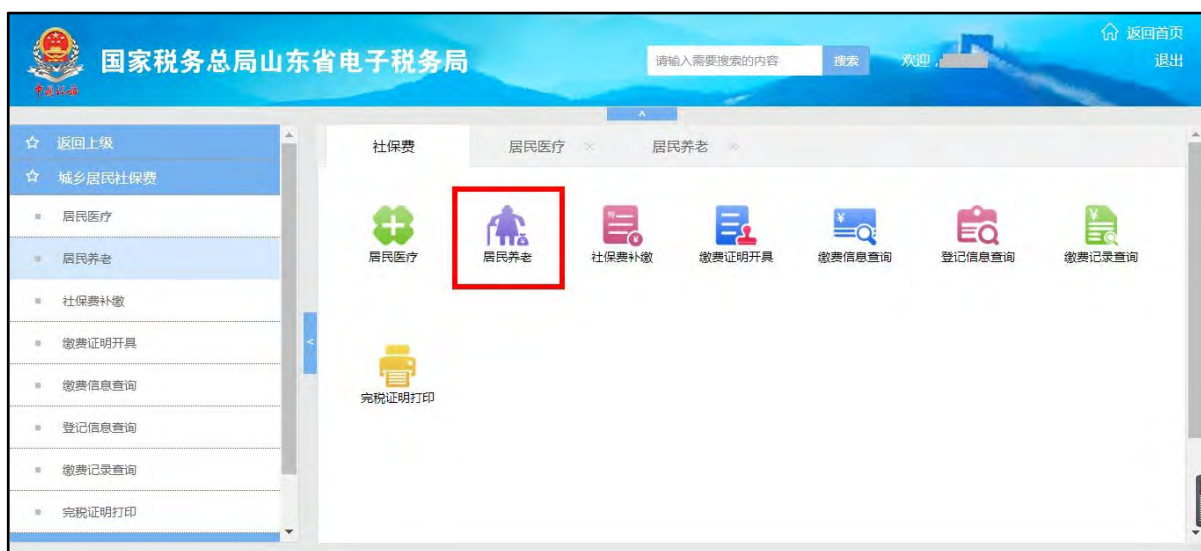 国家税务总局山东省电子税务局
请输入需要搜索的内容
搜索
欢迎，
返回首页
退出
中国税务
返回上级
城乡居民社保费
居民医疗
居民养老
社保费补缴
缴费证明开具
缴费信息查询
登记信息查询
缴费记录查询
完税证明打印
社保费
居民医疗 ×
居民养老 ×
居民医疗
居民养老
社保费补缴
缴费证明开具
缴费信息查询
登记信息查询
缴费记录查询
完税证明打印